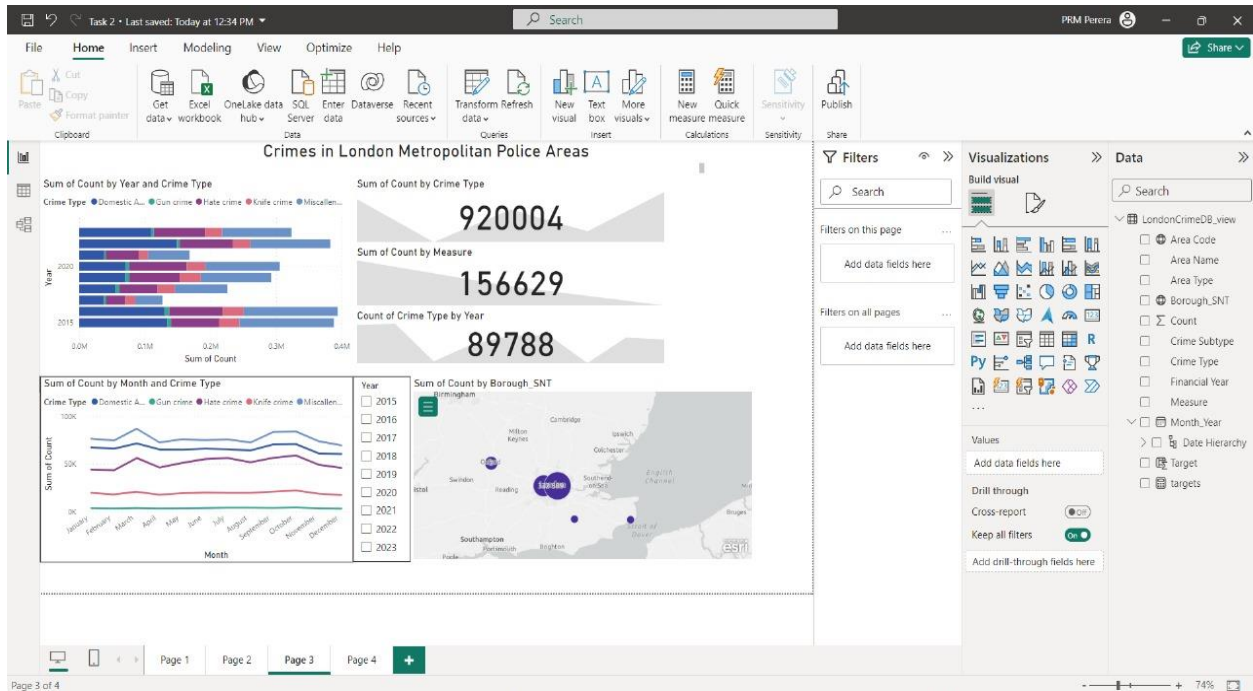 Task 2 • Last saved: Today at 12:34 PM
Search
PRM Perera
File Home Insert Modeling View Optimize Help
Share
Paste
Cut
Copy
Format painter
Clipboard
Get data
Excel workbook
OneLake data hub
SQL Server
Enter data
Dataverse
Recent sources
Data
Transform data
Refresh
Queries
New visual
Text box
More visuals
Insert
New measure
Quick measure
Calculations
Sensitivity
Sensitivity
Publish
Share
Crimes in London Metropolitan Police Areas
Sum of Count by Year and Crime Type
Crime Type Domestic A... Gun crime Hate crime Knife crime Miscallen...
Year
2020
2015
0.0M 0.1M 0.2M 0.3M 0.4M
Sum of Count
Sum of Count by Crime Type
920004
Sum of Count by Measure
156629
Count of Crime Type by Year
89788
Sum of Count by Month and Crime Type
Crime Type Domestic A... Gun crime Hate crime Knife crime Miscallen...
Sum of Count
100K
50K
0K
January February March April May June July August September October November December
Month
Year
2015
2016
2017
2018
2019
2020
2021
2022
2023
Sum of Count by Borough_SNT
Birmingham
Cambridge
Milton Keynes
Ipswich
Colchester
Swindon
Reading
Southend-on-Sea
English Channel
Bruges
Strait of Dover
Southampton
Portsmouth
Brighton
esri
Filters
Search
Filters on this page
Add data fields here
Filters on all pages
Add data fields here
Visualizations
Build visual
123
R
Py
Values
Add data fields here
Drill through
Cross-report
Off
Keep all filters
On
Add drill-through fields here
Data
Search
LondonCrimeDB_view
Area Code
Area Name
Area Type
Borough_SNT
Count
Crime Subtype
Crime Type
Financial Year
Measure
Month_Year
Date Hierarchy
Target
targets
Page 1 Page 2 Page 3 Page 4
Page 3 of 4
74%